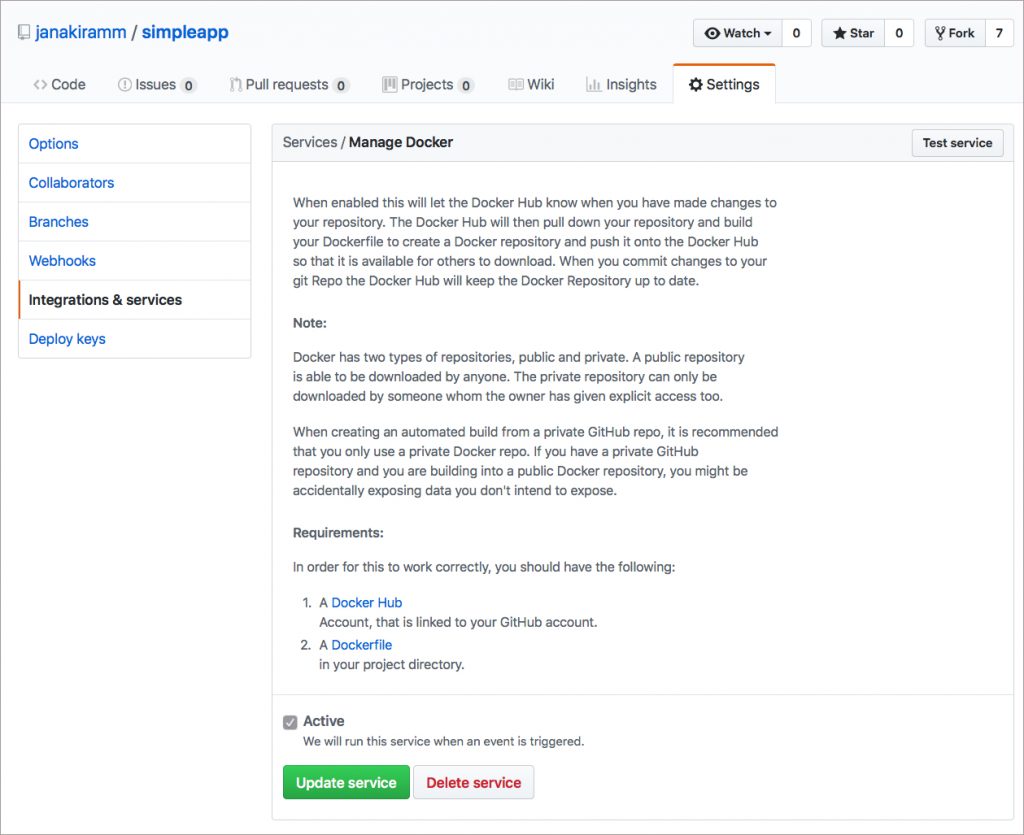 janakiramm / simpleapp
Watch 0 Star 0 Fork 7
Code Issues 0 Pull requests 0 Projects 0 Wiki Insights Settings
Options
Collaborators
Branches
Webhooks
Integrations & services
Deploy keys
Services / Manage Docker
Test service
When enabled this will let the Docker Hub know when you have made changes to
your repository. The Docker Hub will then pull down your repository and build
your Dockerfile to create a Docker repository and push it onto the Docker Hub
so that it is available for others to download. When you commit changes to your
git Repo the Docker Hub will keep the Docker Repository up to date.
Note:
Docker has two types of repositories, public and private. A public repository
is able to be downloaded by anyone. The private repository can only be
downloaded by someone whom the owner has given explicit access too.
When creating an automated build from a private GitHub repo, it is recommended
that you only use a private Docker repo. If you have a private GitHub
repository and you are building into a public Docker repository, you might be
accidentally exposing data you don't intend to expose.
Requirements:
In order for this to work correctly, you should have the following:
1. A Docker Hub
Account, that is linked to your GitHub account.
2. A Dockerfile
in your project directory.
Active
We will run this service when an event is triggered.
Update service Delete service